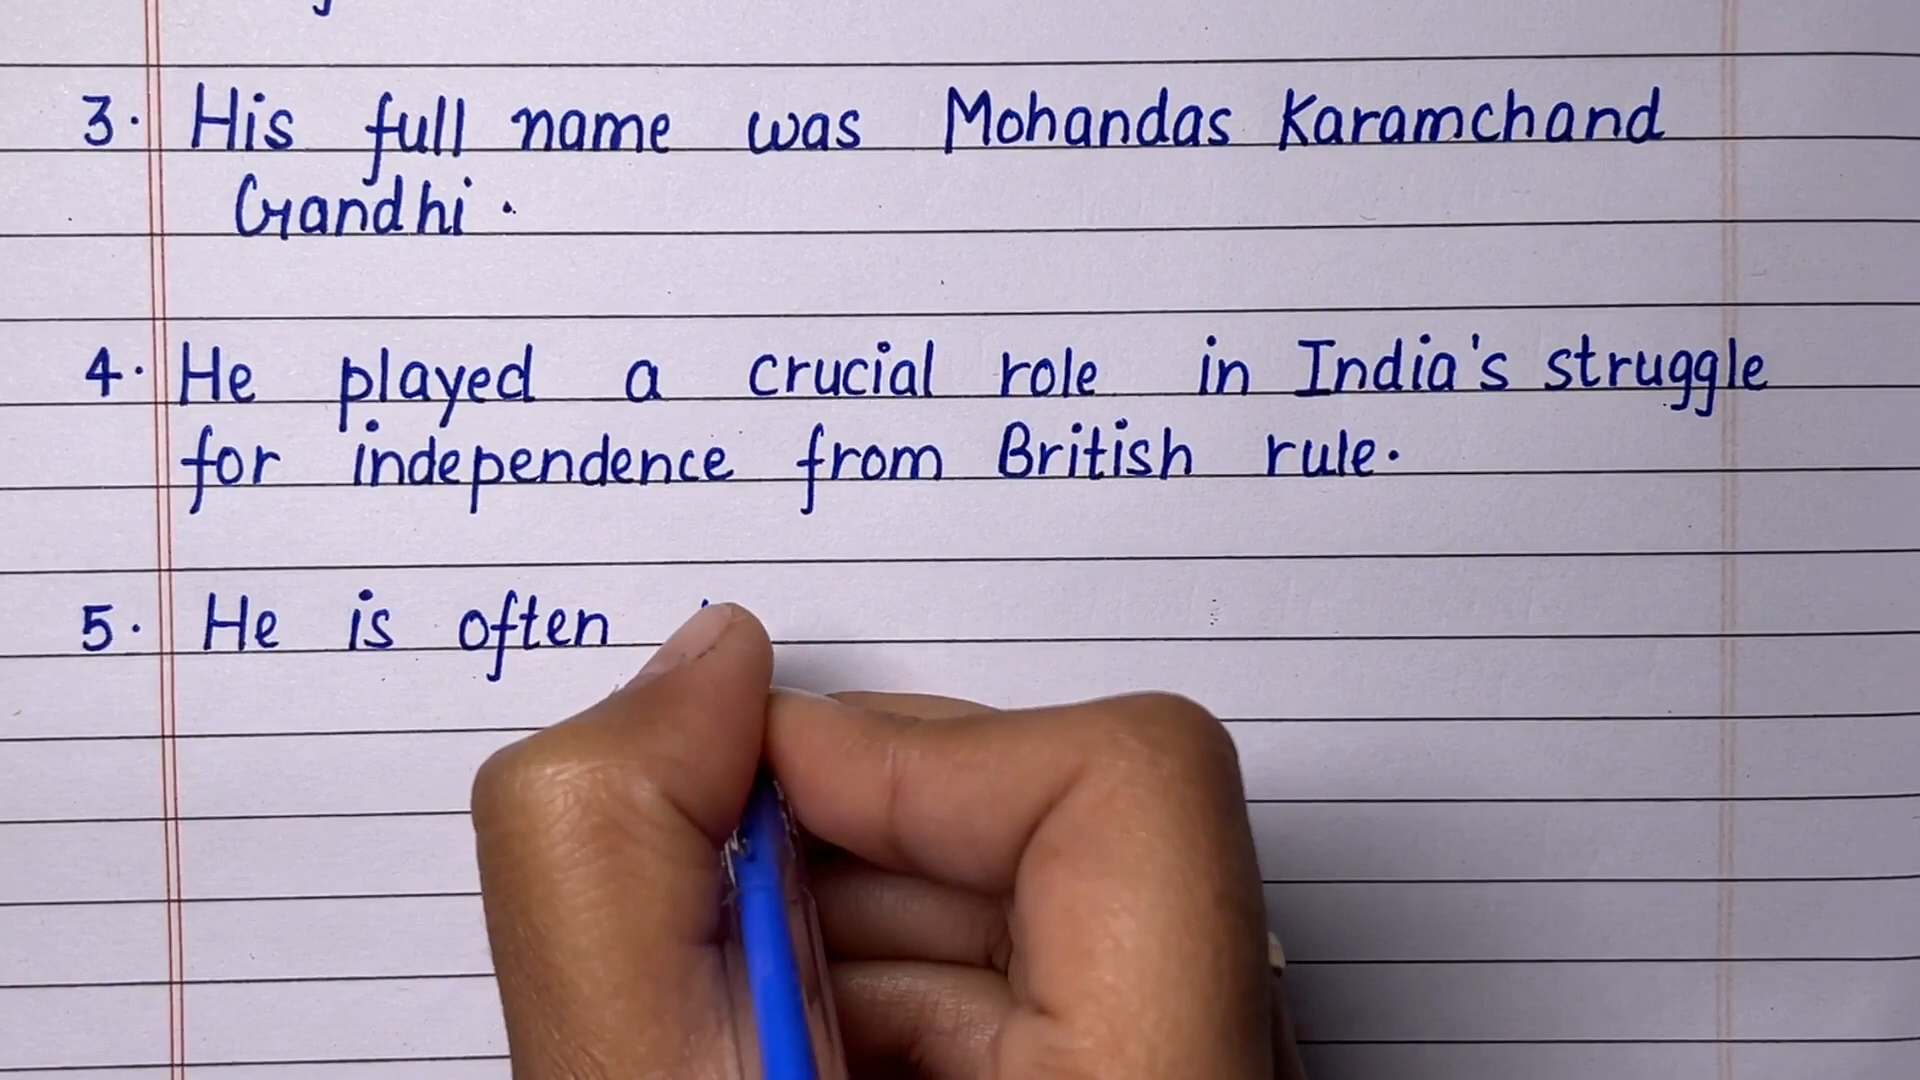 3. His full name was Mohandas Karamchand
Gandhi.
4. He played a crucial role in India's struggle
for independence from British rule.
5. He is often